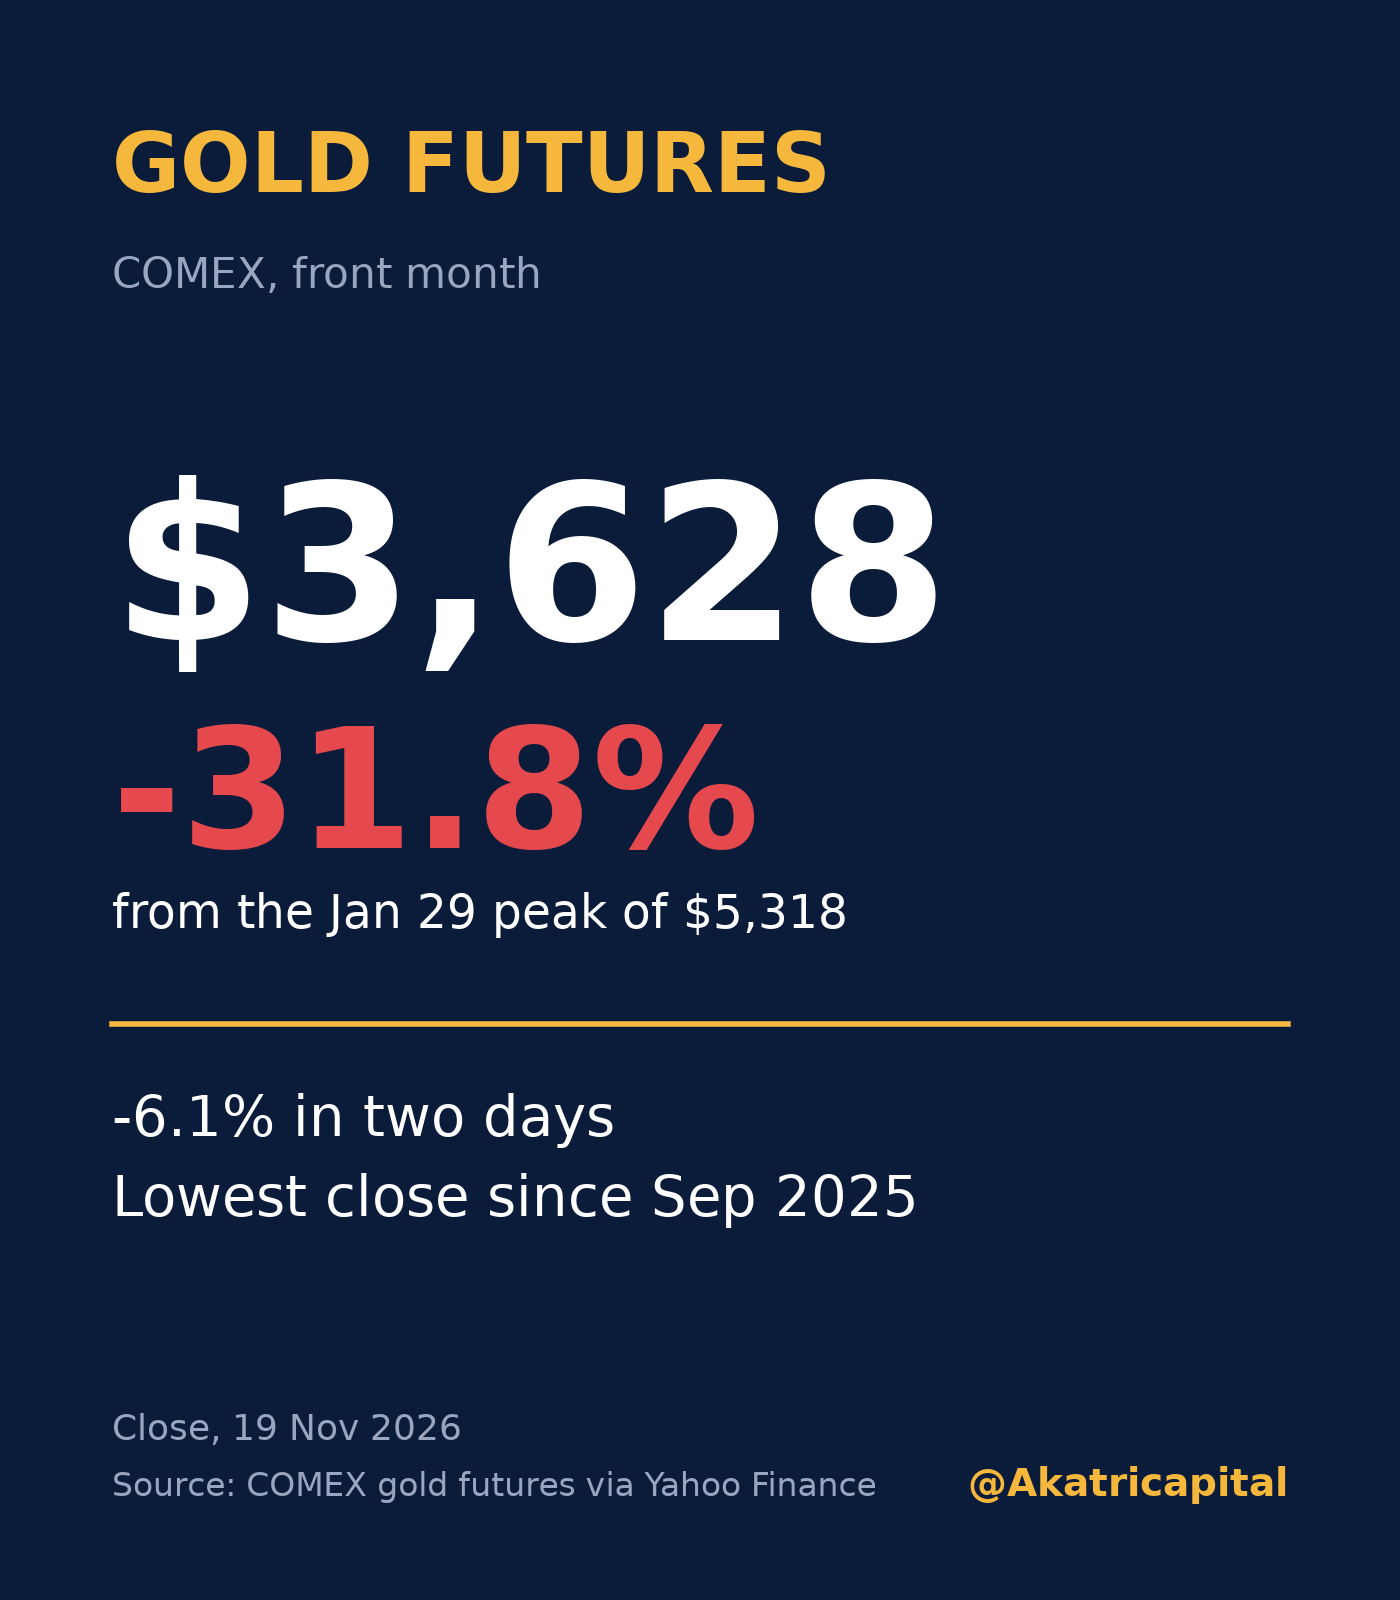 GOLD FUTURES
COMEX, front month
$3,628
-31.8%
from the Jan 29 peak of $5,318
-6.1% in two days
Lowest close since Sep 2025
Close, 19 Nov 2026
Source: COMEX gold futures via Yahoo Finance
@Akatricapital